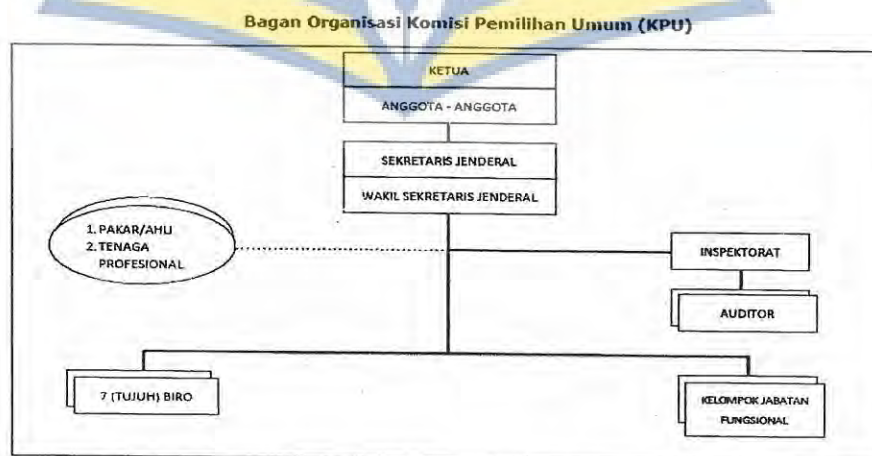 Bagan Organisasi Komisi Pemilihan Umum (KPU)
KETUA
ANGGOTA - ANGGOTA
SEKRETARIS JENDERAL
WAKIL SEKRETARIS JENDERAL
1. PAKAR/AHLI
2. TENAGA
PROFESIONAL
INSPEKTORAT
AUDITOR
7 (TUJUH) BIRO
KELOMPOK JABATAN
FUNGSIONAL